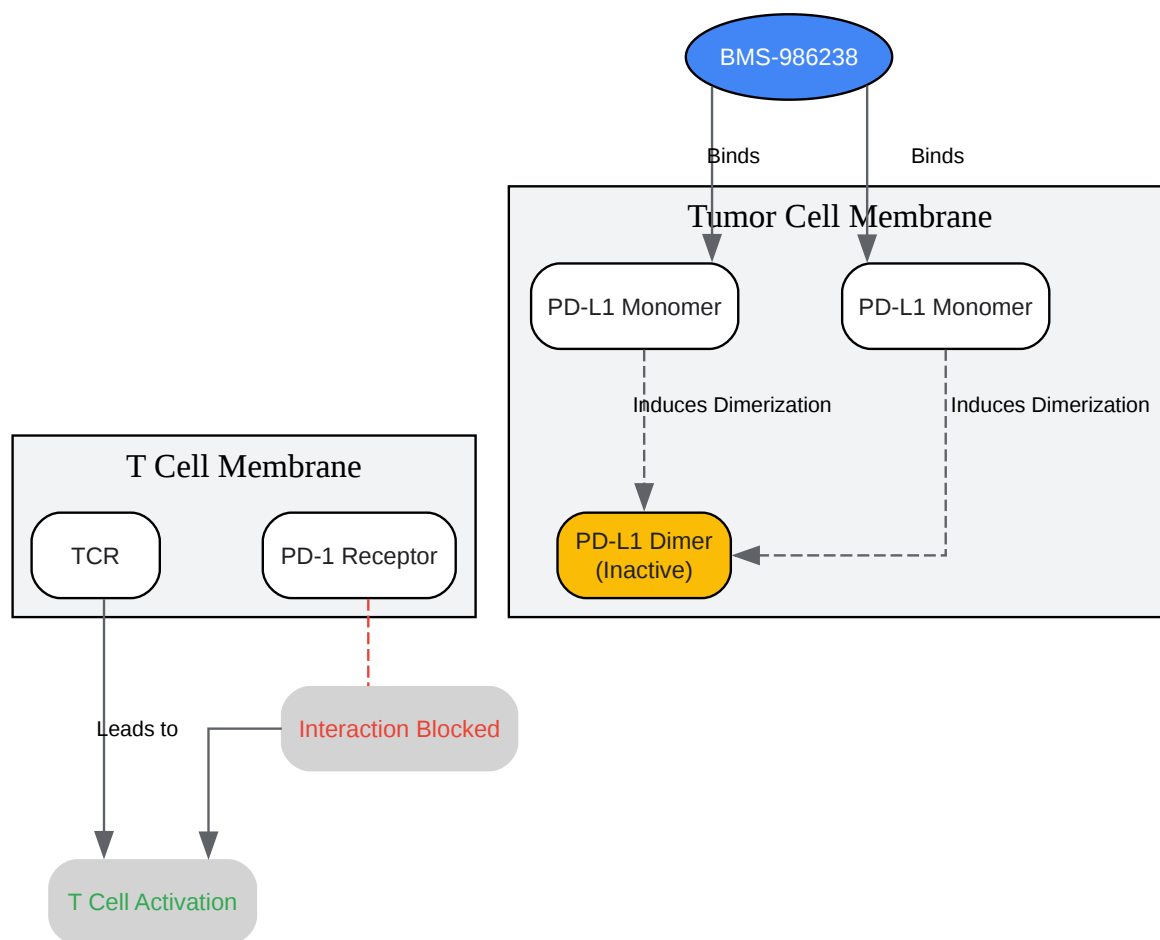 BMS-986238
Binds
Binds
Tumor Cell Membrane
PD-L1 Monomer
PD-L1 Monomer
Induces Dimerization
Induces Dimerization
T Cell Membrane
TCR
PD-1 Receptor
PD-L1 Dimer
(Inactive)
Leads to
Interaction Blocked
T Cell Activation